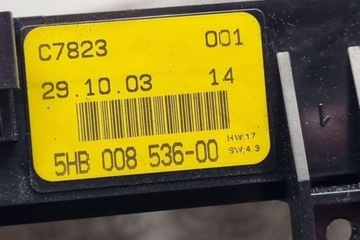 C7823 001
29.10.03 14
HW:17
5HB 008 536-00 SW:4.3